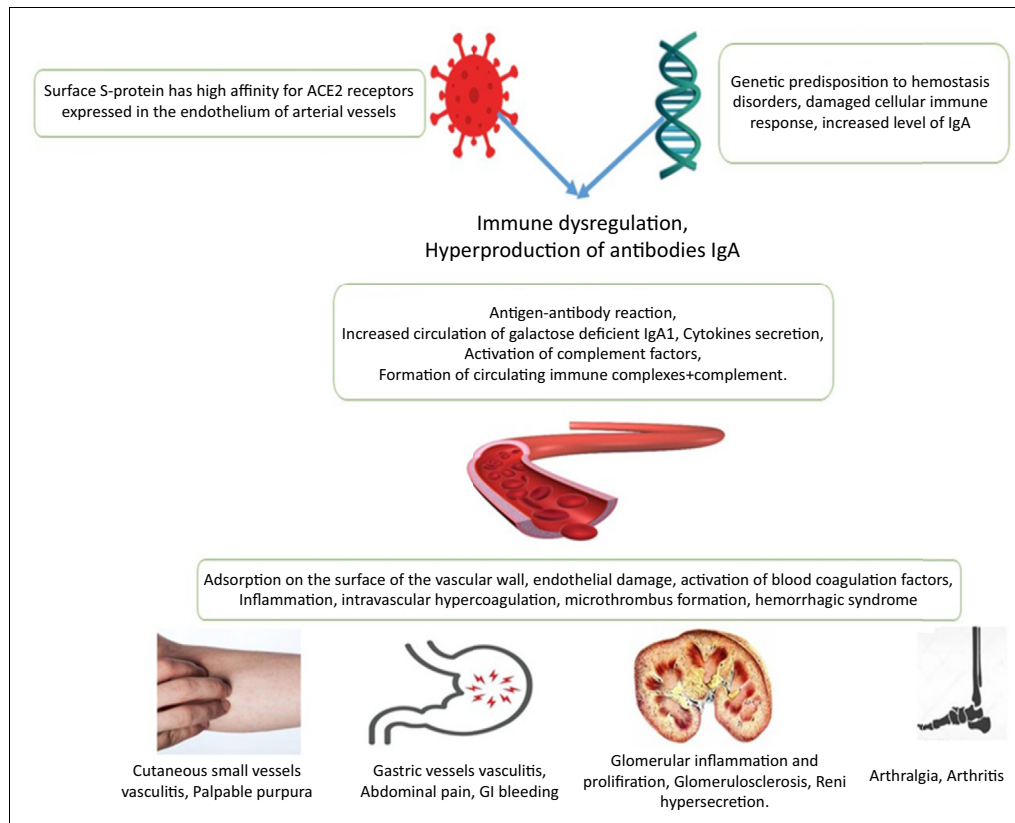 Surface S-protein has high affinity for ACE2 receptors
expressed in the endothelium of arterial vessels
Genetic predisposition to hemostasis
disorders, damaged cellular immune
response, increased level of IgA
Immune dysregulation,
Hyperproduction of antibodies IgA
Antigen-antibody reaction,
Increased circulation of galactose deficient IgA1, Cytokines secretion,
Activation of complement factors,
Formation of circulating immune complexes+complement.
Adsorption on the surface of the vascular wall, endothelial damage, activation of blood coagulation factors,
Inflammation, intravascular hypercoagulation, microthrombus formation, hemorrhagic syndrome
Cutaneous small vessels
vasculitis, Palpable purpura
Gastric vessels vasculitis,
Abdominal pain, GI bleeding
Glomerular inflammation and
prolifiration, Glomerulosclerosis, Reni
hypersecretion.
Arthralgia, Arthritis